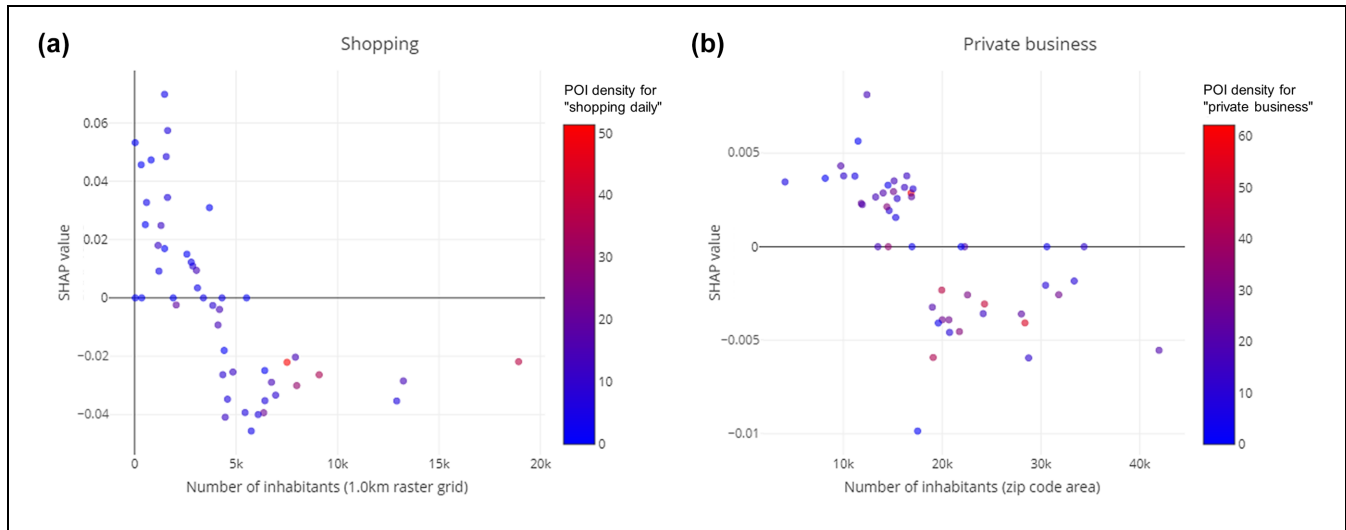 (a)
Shopping
POI density for
"shopping daily"
SHAP value
0.06
0.04
0.02
0
−0.02
−0.04
0
5k
10k
15k
20k
Number of inhabitants (1.0km raster grid)
50
40
30
20
10
0
(b)
Private business
POI density for
"private business"
SHAP value
0.005
0
−0.005
−0.01
10k
20k
30k
40k
Number of inhabitants (zip code area)
60
50
40
30
20
10
0